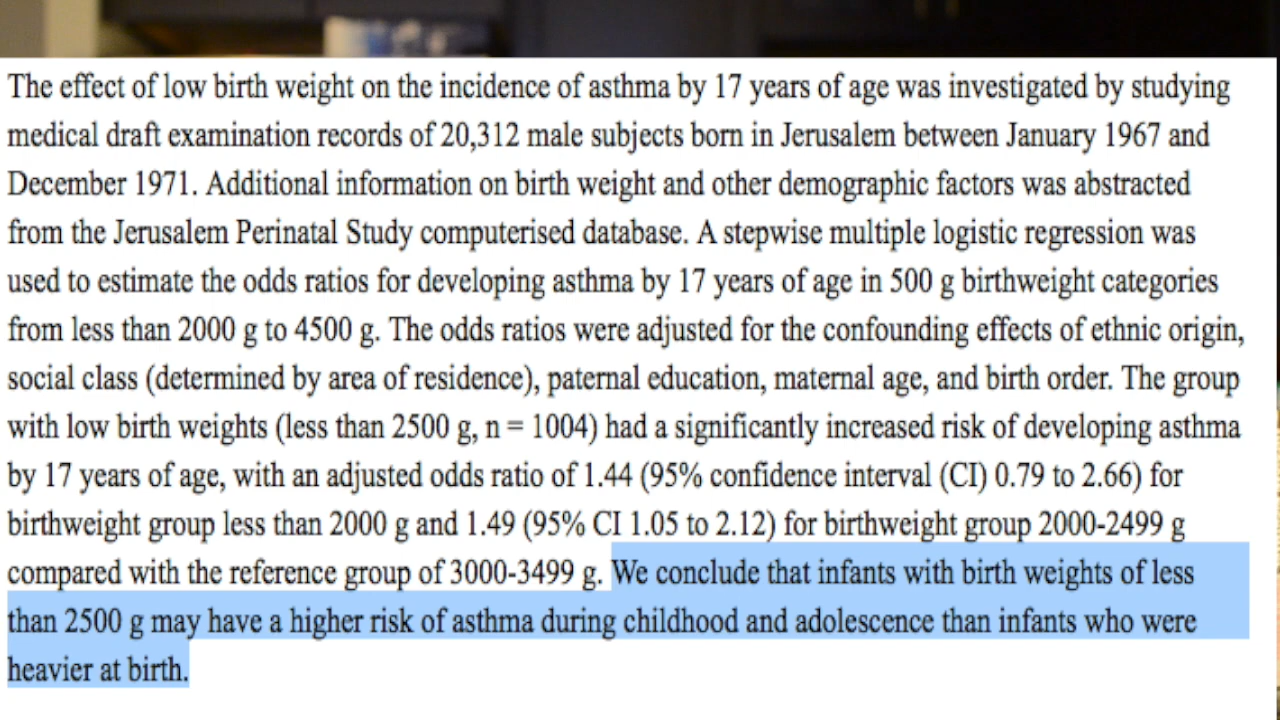 The effect of low birth weight on the incidence of asthma by 17 years of age was investigated by studying
medical draft examination records of 20,312 male subjects born in Jerusalem between January 1967 and
December 1971. Additional information on birth weight and other demographic factors was abstracted
from the Jerusalem Perinatal Study computerised database. A stepwise multiple logistic regression was
used to estimate the odds ratios for developing asthma by 17 years of age in 500 g birthweight categories
from less than 2000 g to 4500 g. The odds ratios were adjusted for the confounding effects of ethnic origin,
social class (determined by area of residence), paternal education, maternal age, and birth order. The group
with low birth weights (less than 2500 g, n = 1004) had a significantly increased risk of developing asthma
by 17 years of age, with an adjusted odds ratio of 1.44 (95% confidence interval (CI) 0.79 to 2.66) for
birthweight group less than 2000 g and 1.49 (95% CI 1.05 to 2.12) for birthweight group 2000-2499 g
compared with the reference group of 3000-3499 g. We conclude that infants with birth weights of less
than 2500 g may have a higher risk of asthma during childhood and adolescence than infants who were
heavier at birth.